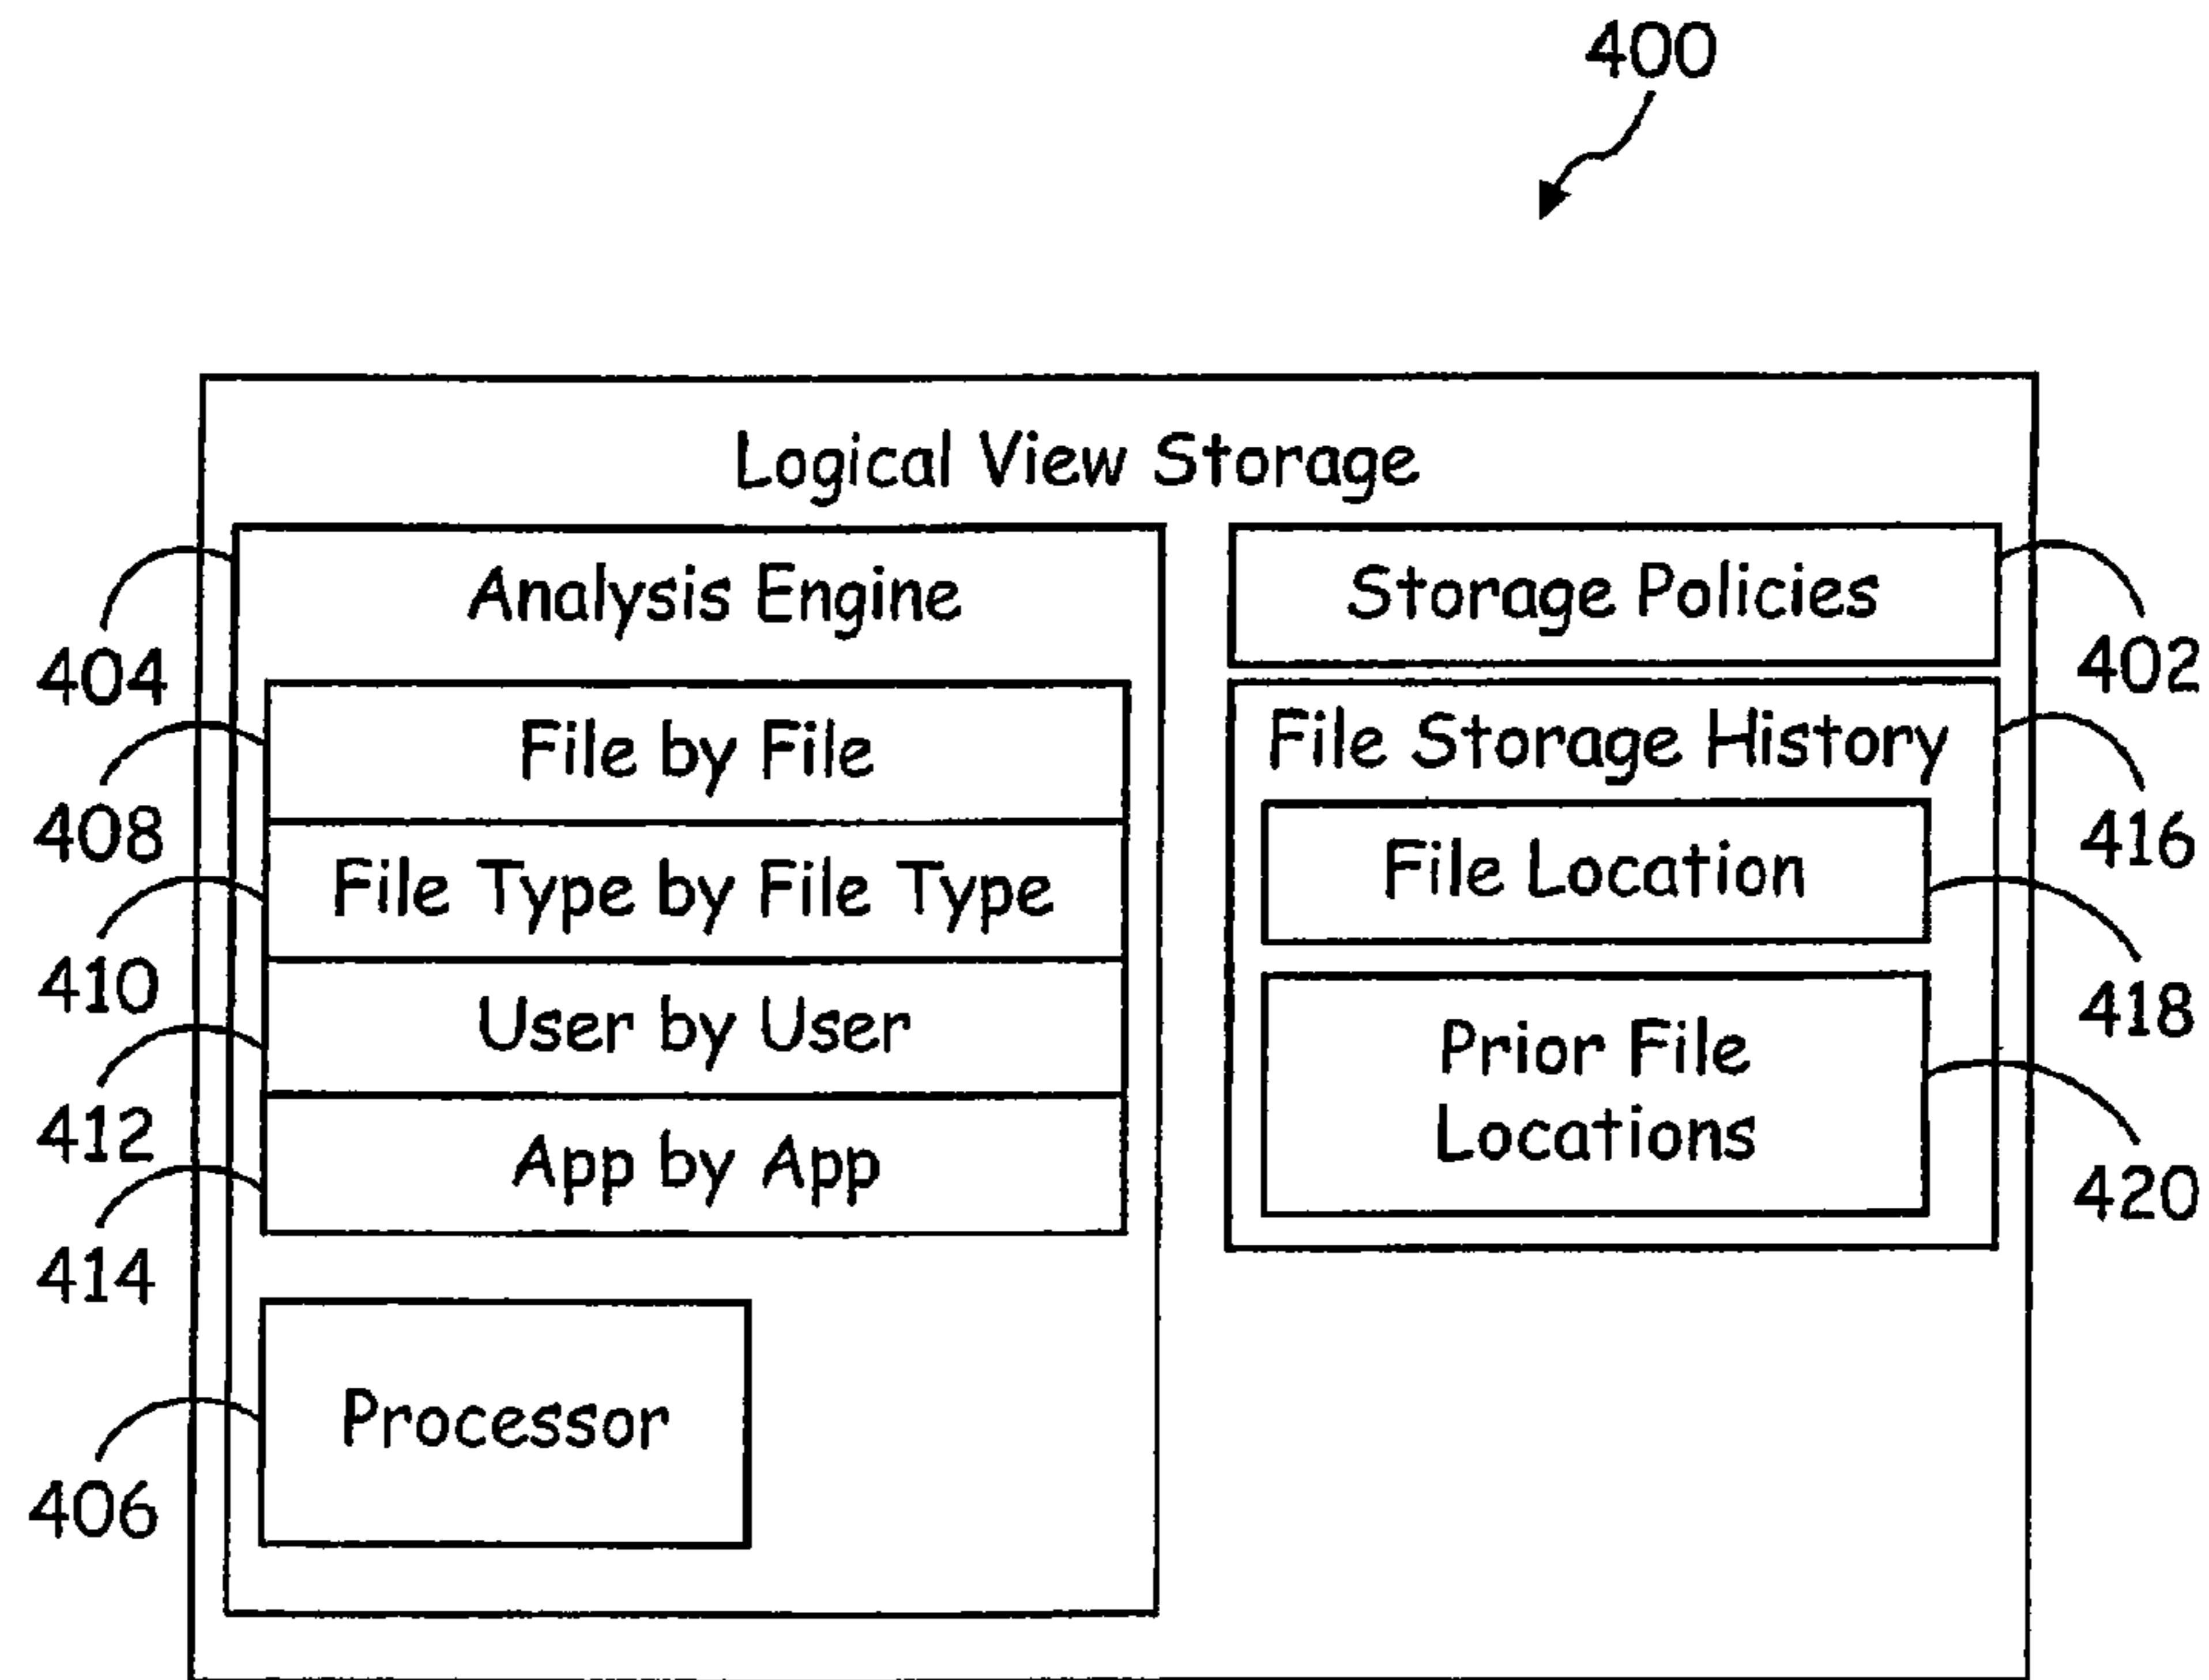 400
Logical View Storage
Analysis Engine
404
File by File
408
File Type by File Type
410
User by User
412
App by App
414
Processor
406
Storage Policies
402
File Storage History
416
File Location
418
Prior File
Locations
420